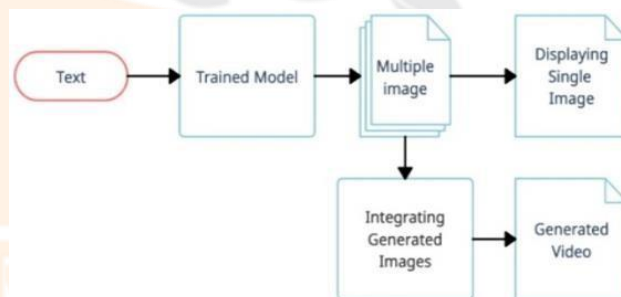 Text
Trained Model
Multiple
image
Displaying
Single
Image
Integrating
Generated
Images
Generated
Video